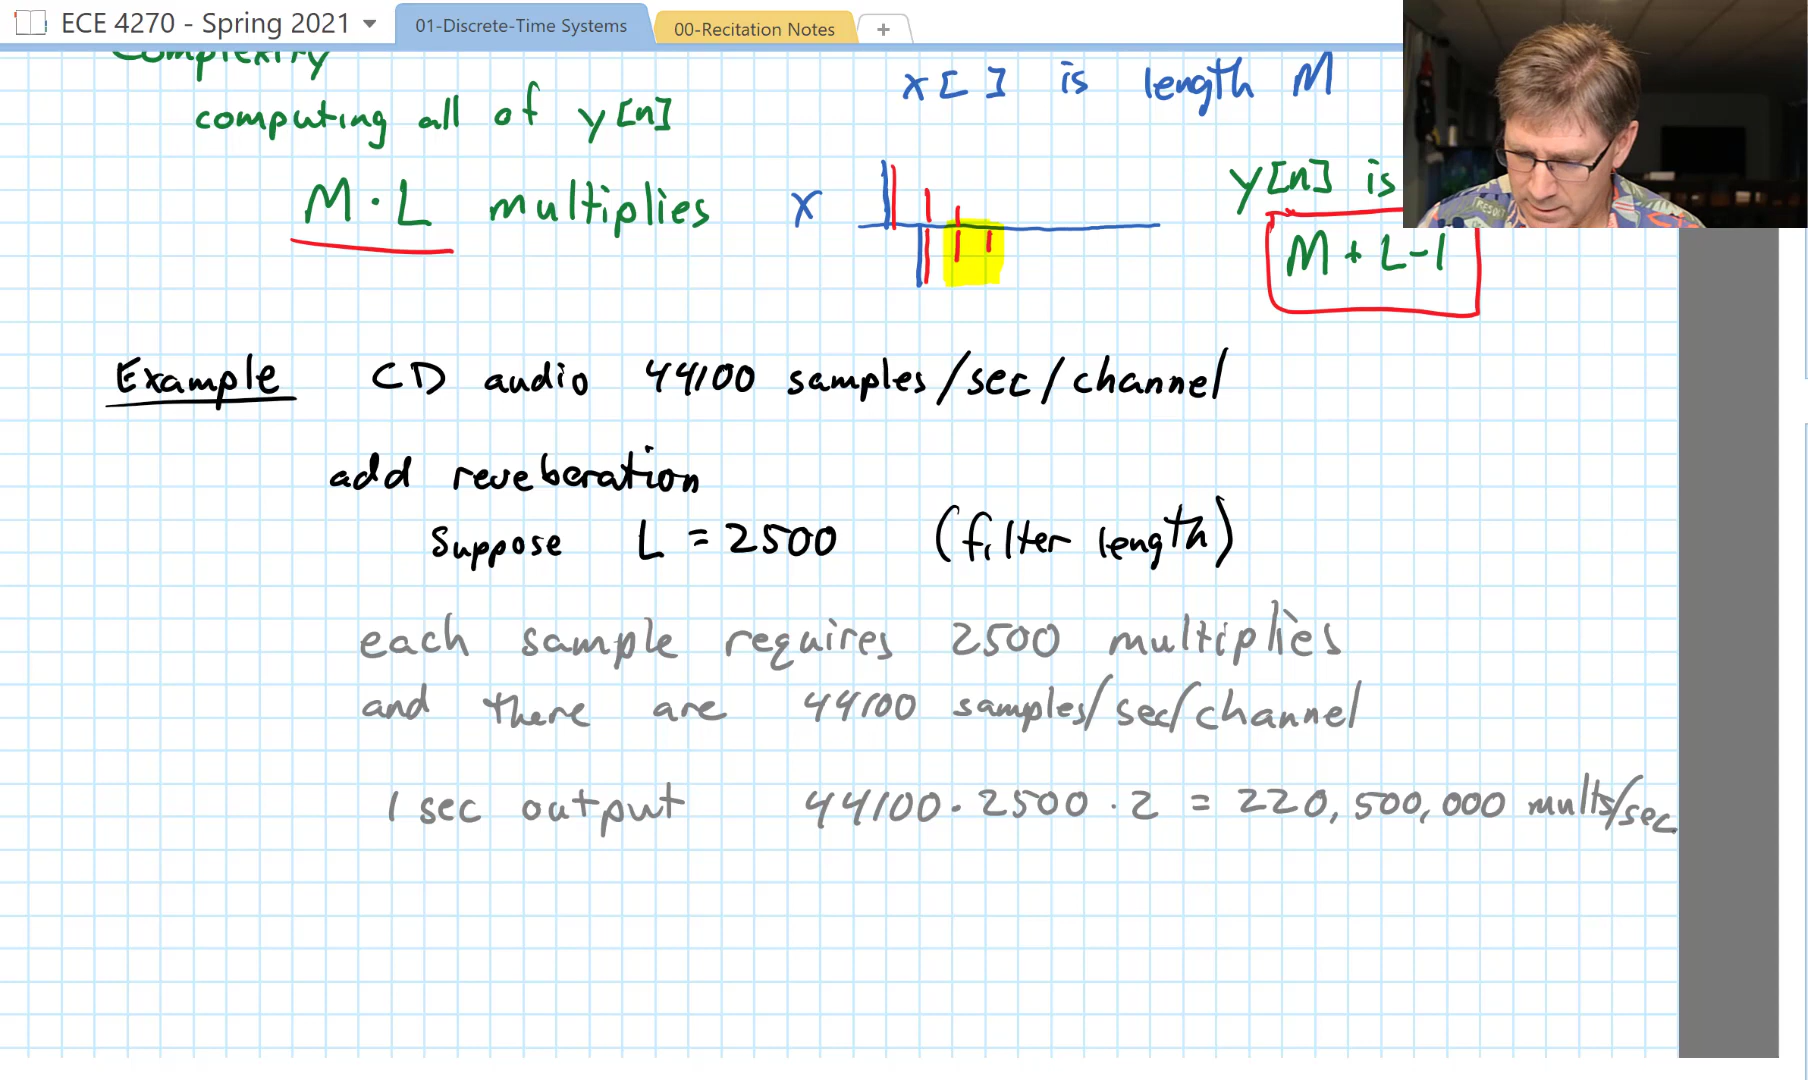 ECE 4270 - Spring 2021
01-Discrete-Time Systems
00-Recitation Notes
+
Complexity
computing all of y[n]
M · L multiplies
x[ ] is length M
x
y[n] is
M + L - 1
Example CD audio 44100 samples/sec/channel
add reveberation
suppose L = 2500 (filter length)
each sample requires 2500 multiplies
and there are 44100 samples/sec/channel
1 sec output 44100 · 2500 · 2 = 220,500,000 mults/sec